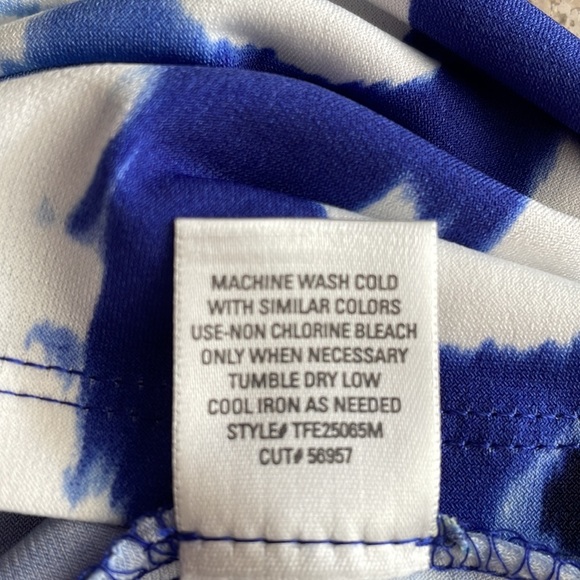 MACHINE WASH COLD
WITH SIMILAR COLORS
USE-NON CHLORINE BLEACH
ONLY WHEN NECESSARY
TUMBLE DRY LOW
COOL IRON AS NEEDED
STYLE# TFE25065M
CUT# 56957